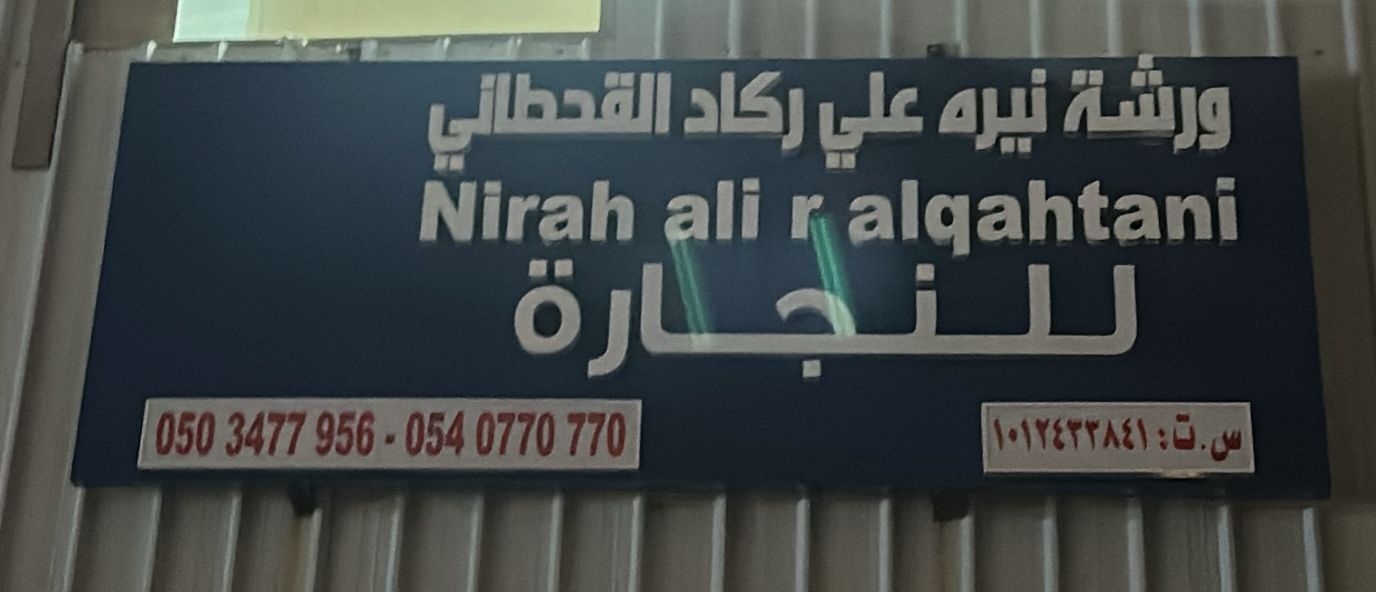 ورشة نيره علي ركاد القحطاني
Nirah ali r alqahtani
للنجارة
س.ت: ١٠١٢٤٣٣٨٤١
050 3477 956 - 054 0770 770